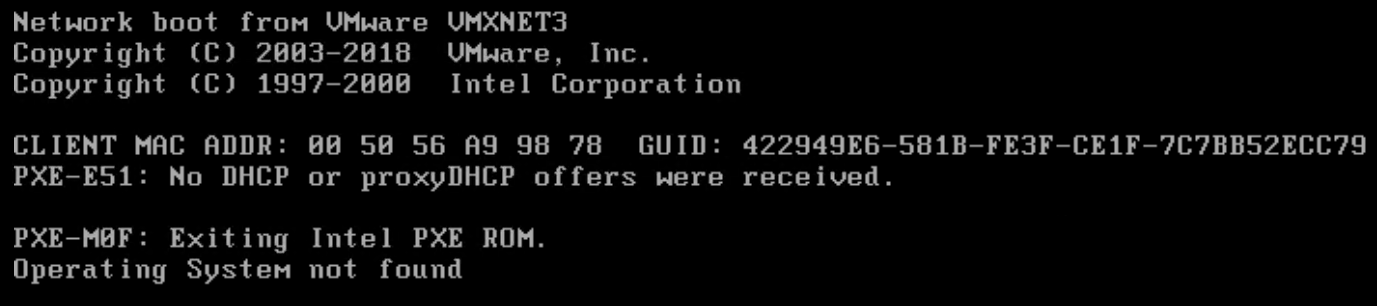 Network boot from VMware VMXNET3
Copyright (C) 2003-2018  VMware, Inc.
Copyright (C) 1997-2000  Intel Corporation
CLIENT MAC ADDR: 00 50 56 A9 98 78  GUID: 422949E6-581B-FE3F-CE1F-7C7BB52ECC79
PXE-E51: No DHCP or proxyDHCP offers were received.
PXE-M0F: Exiting Intel PXE ROM.
Operating System not found